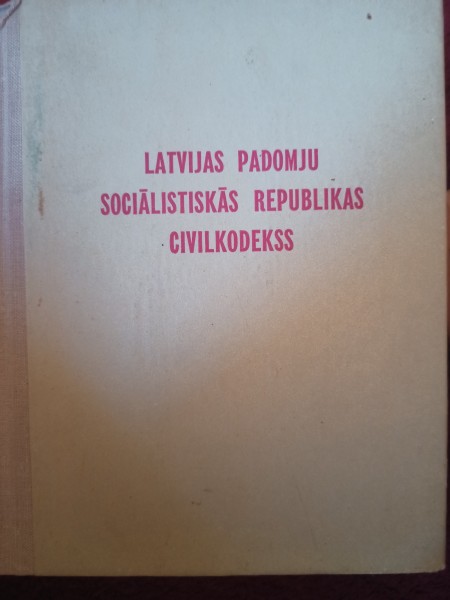 LATVIJAS PADOMJU
SOCIĀLISTISKĀS REPUBLIKAS
CIVILKODEKSS